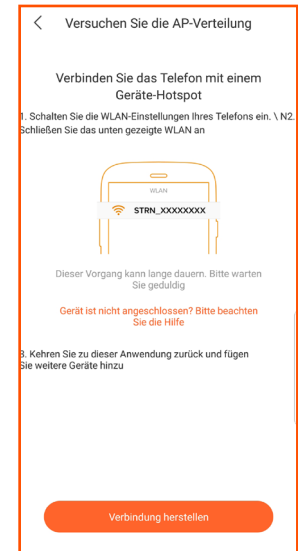 Versuchen Sie die AP-Verteilung
Verbinden Sie das Telefon mit einem
Geräte-Hotspot
1. Schalten Sie die WLAN-Einstellungen Ihres Telefons ein. \ N2.
Schließen Sie das unten gezeigte WLAN an
WLAN
STRN_XXXXXXXX
Dieser Vorgang kann lange dauern. Bitte warten
Sie geduldig
Gerät ist nicht angeschlossen? Bitte beachten
Sie die Hilfe
3. Kehren Sie zu dieser Anwendung zurück und fügen
Sie weitere Geräte hinzu
Verbindung herstellen